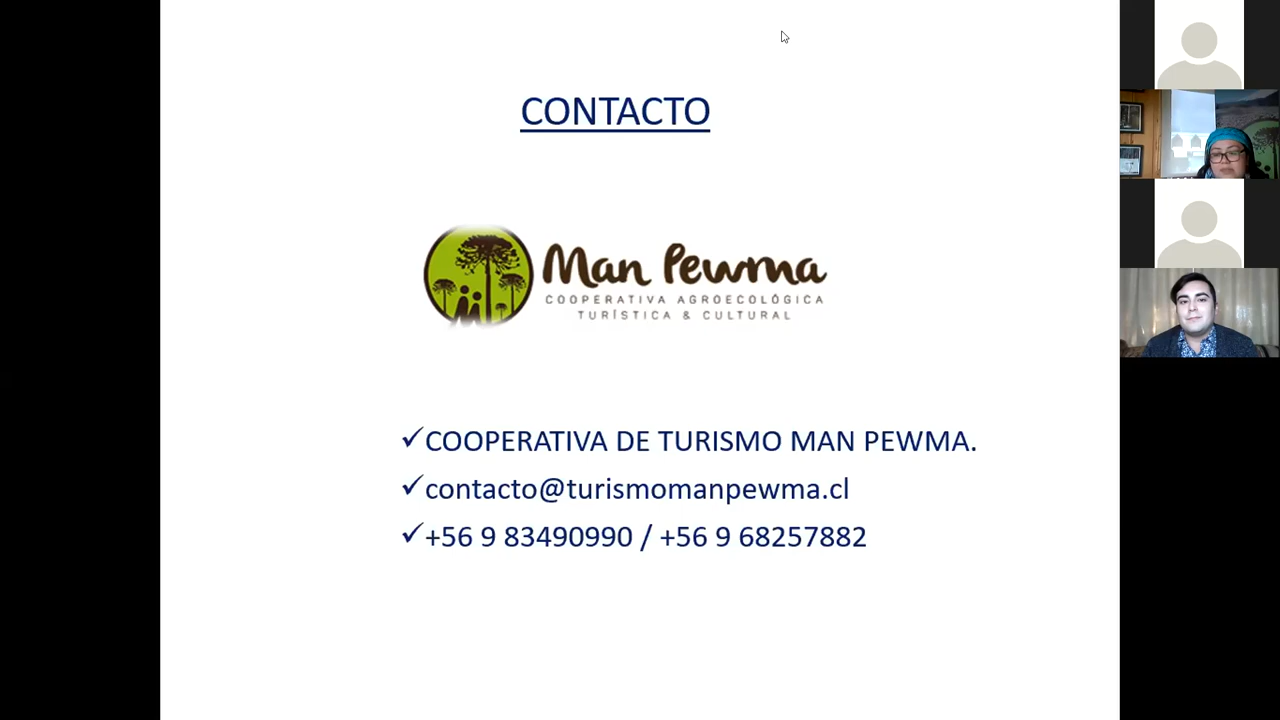 CONTACTO
Man Pewma
COOPERATIVA AGROECOLÓGICA
TURÍSTICA & CULTURAL
✓COOPERATIVA DE TURISMO MAN PEWMA.
✓contacto@turismomanpewma.cl
✓+56 9 83490990 / +56 9 68257882